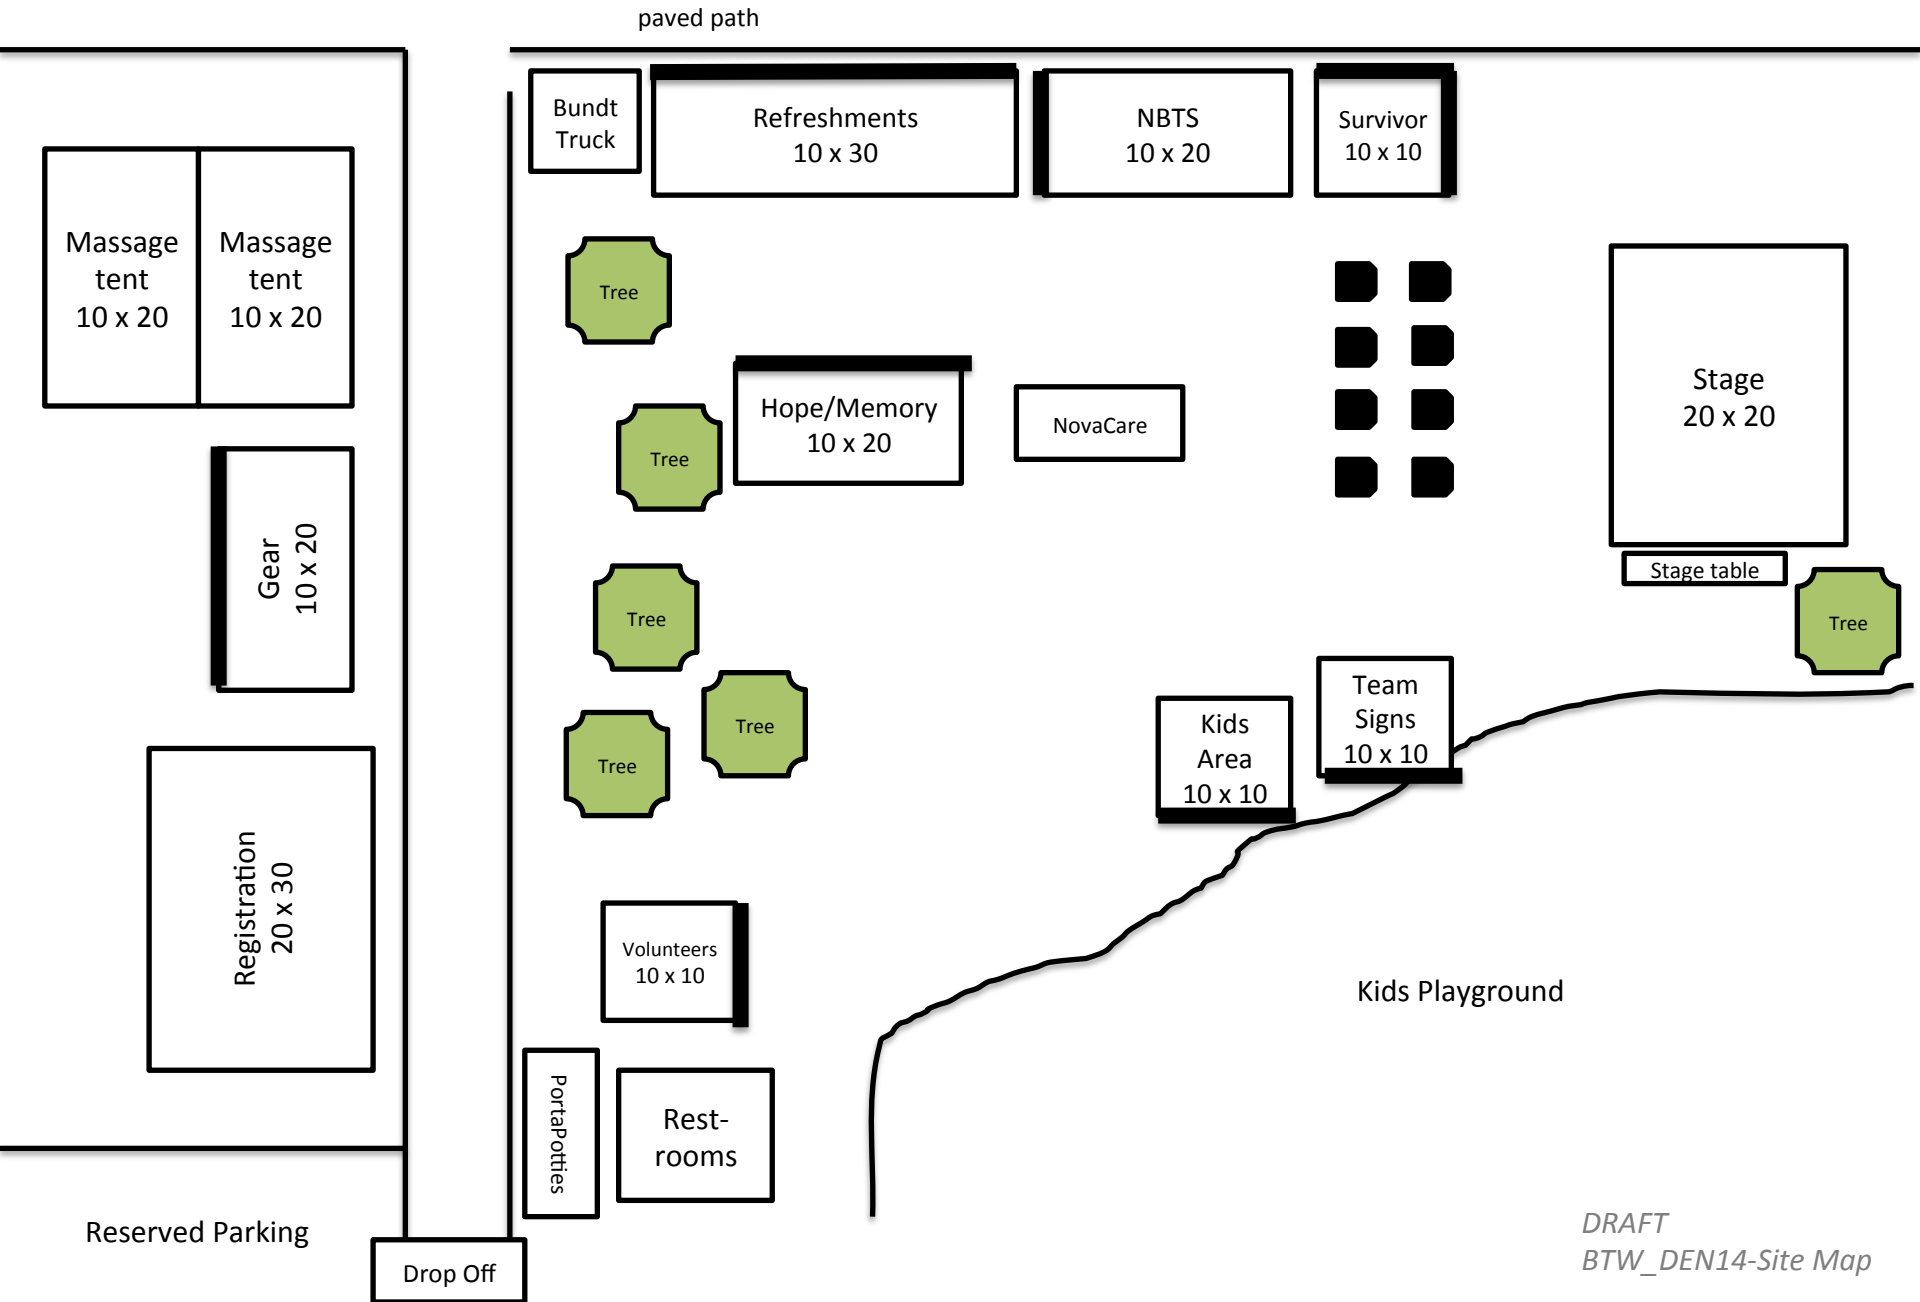 paved path
Bundt
Truck
Refreshments
10 x 30
NBTS
10 x 20
Survivor
10 x 10
Massage
tent
10 x 20
Massage
tent
10 x 20
Tree
Hope/Memory
10 x 20
NovaCare
Stage
20 x 20
Tree
Gear
10 x 20
Stage table
Tree
Tree
Tree
Tree
Team
Signs
10 x 10
Kids
Area
10 x 10
Registration
20 x 30
Volunteers
10 x 10
Kids Playground
PortaPotties
Rest-
rooms
Reserved Parking
Drop Off
DRAFT
BTW_DEN14-Site Map